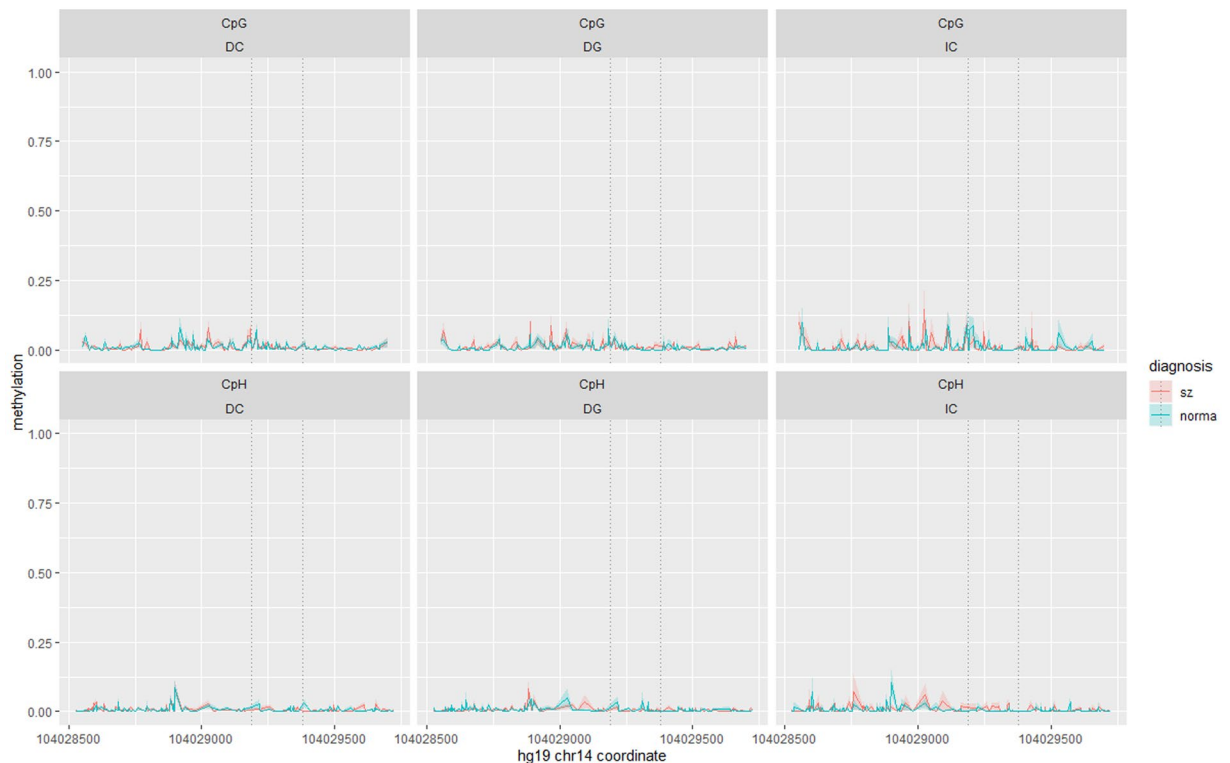 CpG CpG CpG
DC DG IC
1.00
0.75
0.50
0.25
0.00
CpH CpH CpH
DC DG IC
1.00
0.75
0.50
0.25
0.00
methylation
104028500 104029000 104029500 104028500 104029000 104029500 104028500 104029000 104029500
hg19 chr14 coordinate
diagnosis
sz
norma